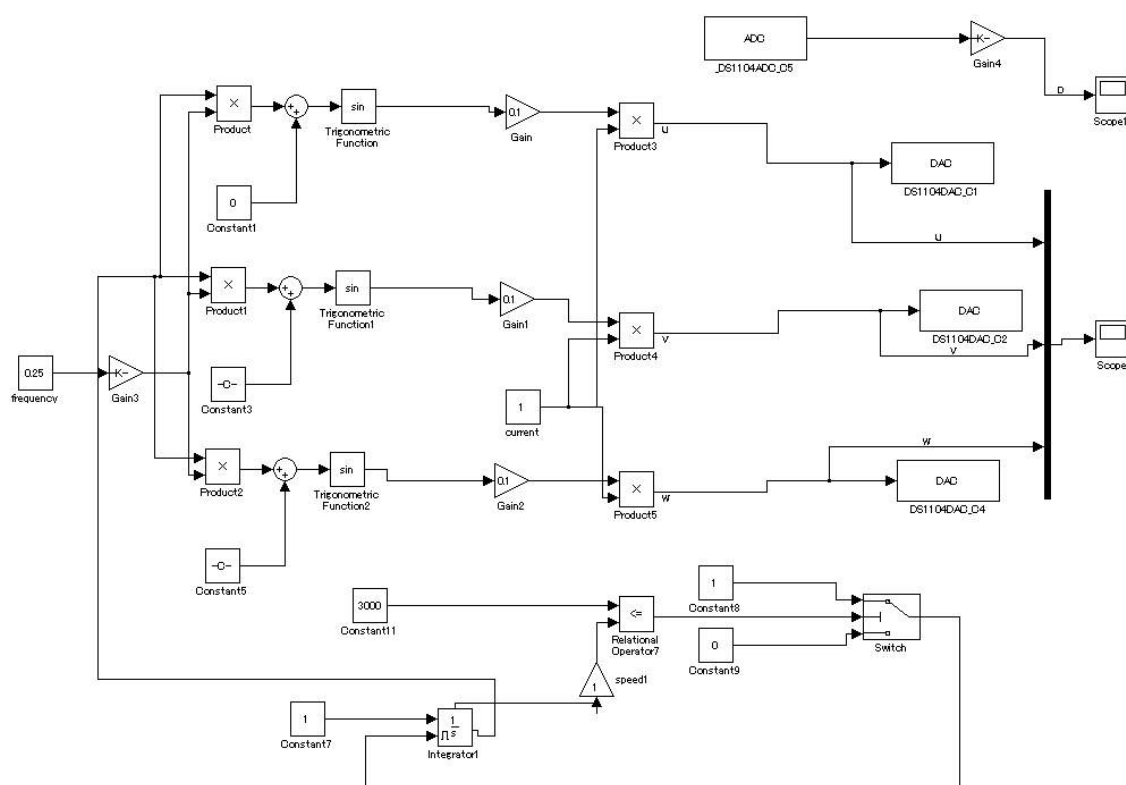 ADC
_DS1104ADC_C5
-K-
Gain4
D
Scope1
×
Product
++
sin
Trigonometric
Function
0.1
Gain
×
Product3
u
DAC
DS1104DAC_C1
0
Constant1
u
×
Product1
++
sin
Trigonometric
Function1
0.1
Gain1
×
Product4
v
DAC
DS1104DAC_C2
v
Scope
0.25
frequency
-K-
Gain3
-C-
Constant3
1
current
×
Product2
++
sin
Trigonometric
Function2
0.1
Gain2
×
Product5
w
w
DAC
DS1104DAC_C4
-C-
Constant5
3000
Constant11
<=
Relational
Operator7
1
Constant8
0
Constant9
Switch
1
speed1
1
Constant7
1
s
Integrator1